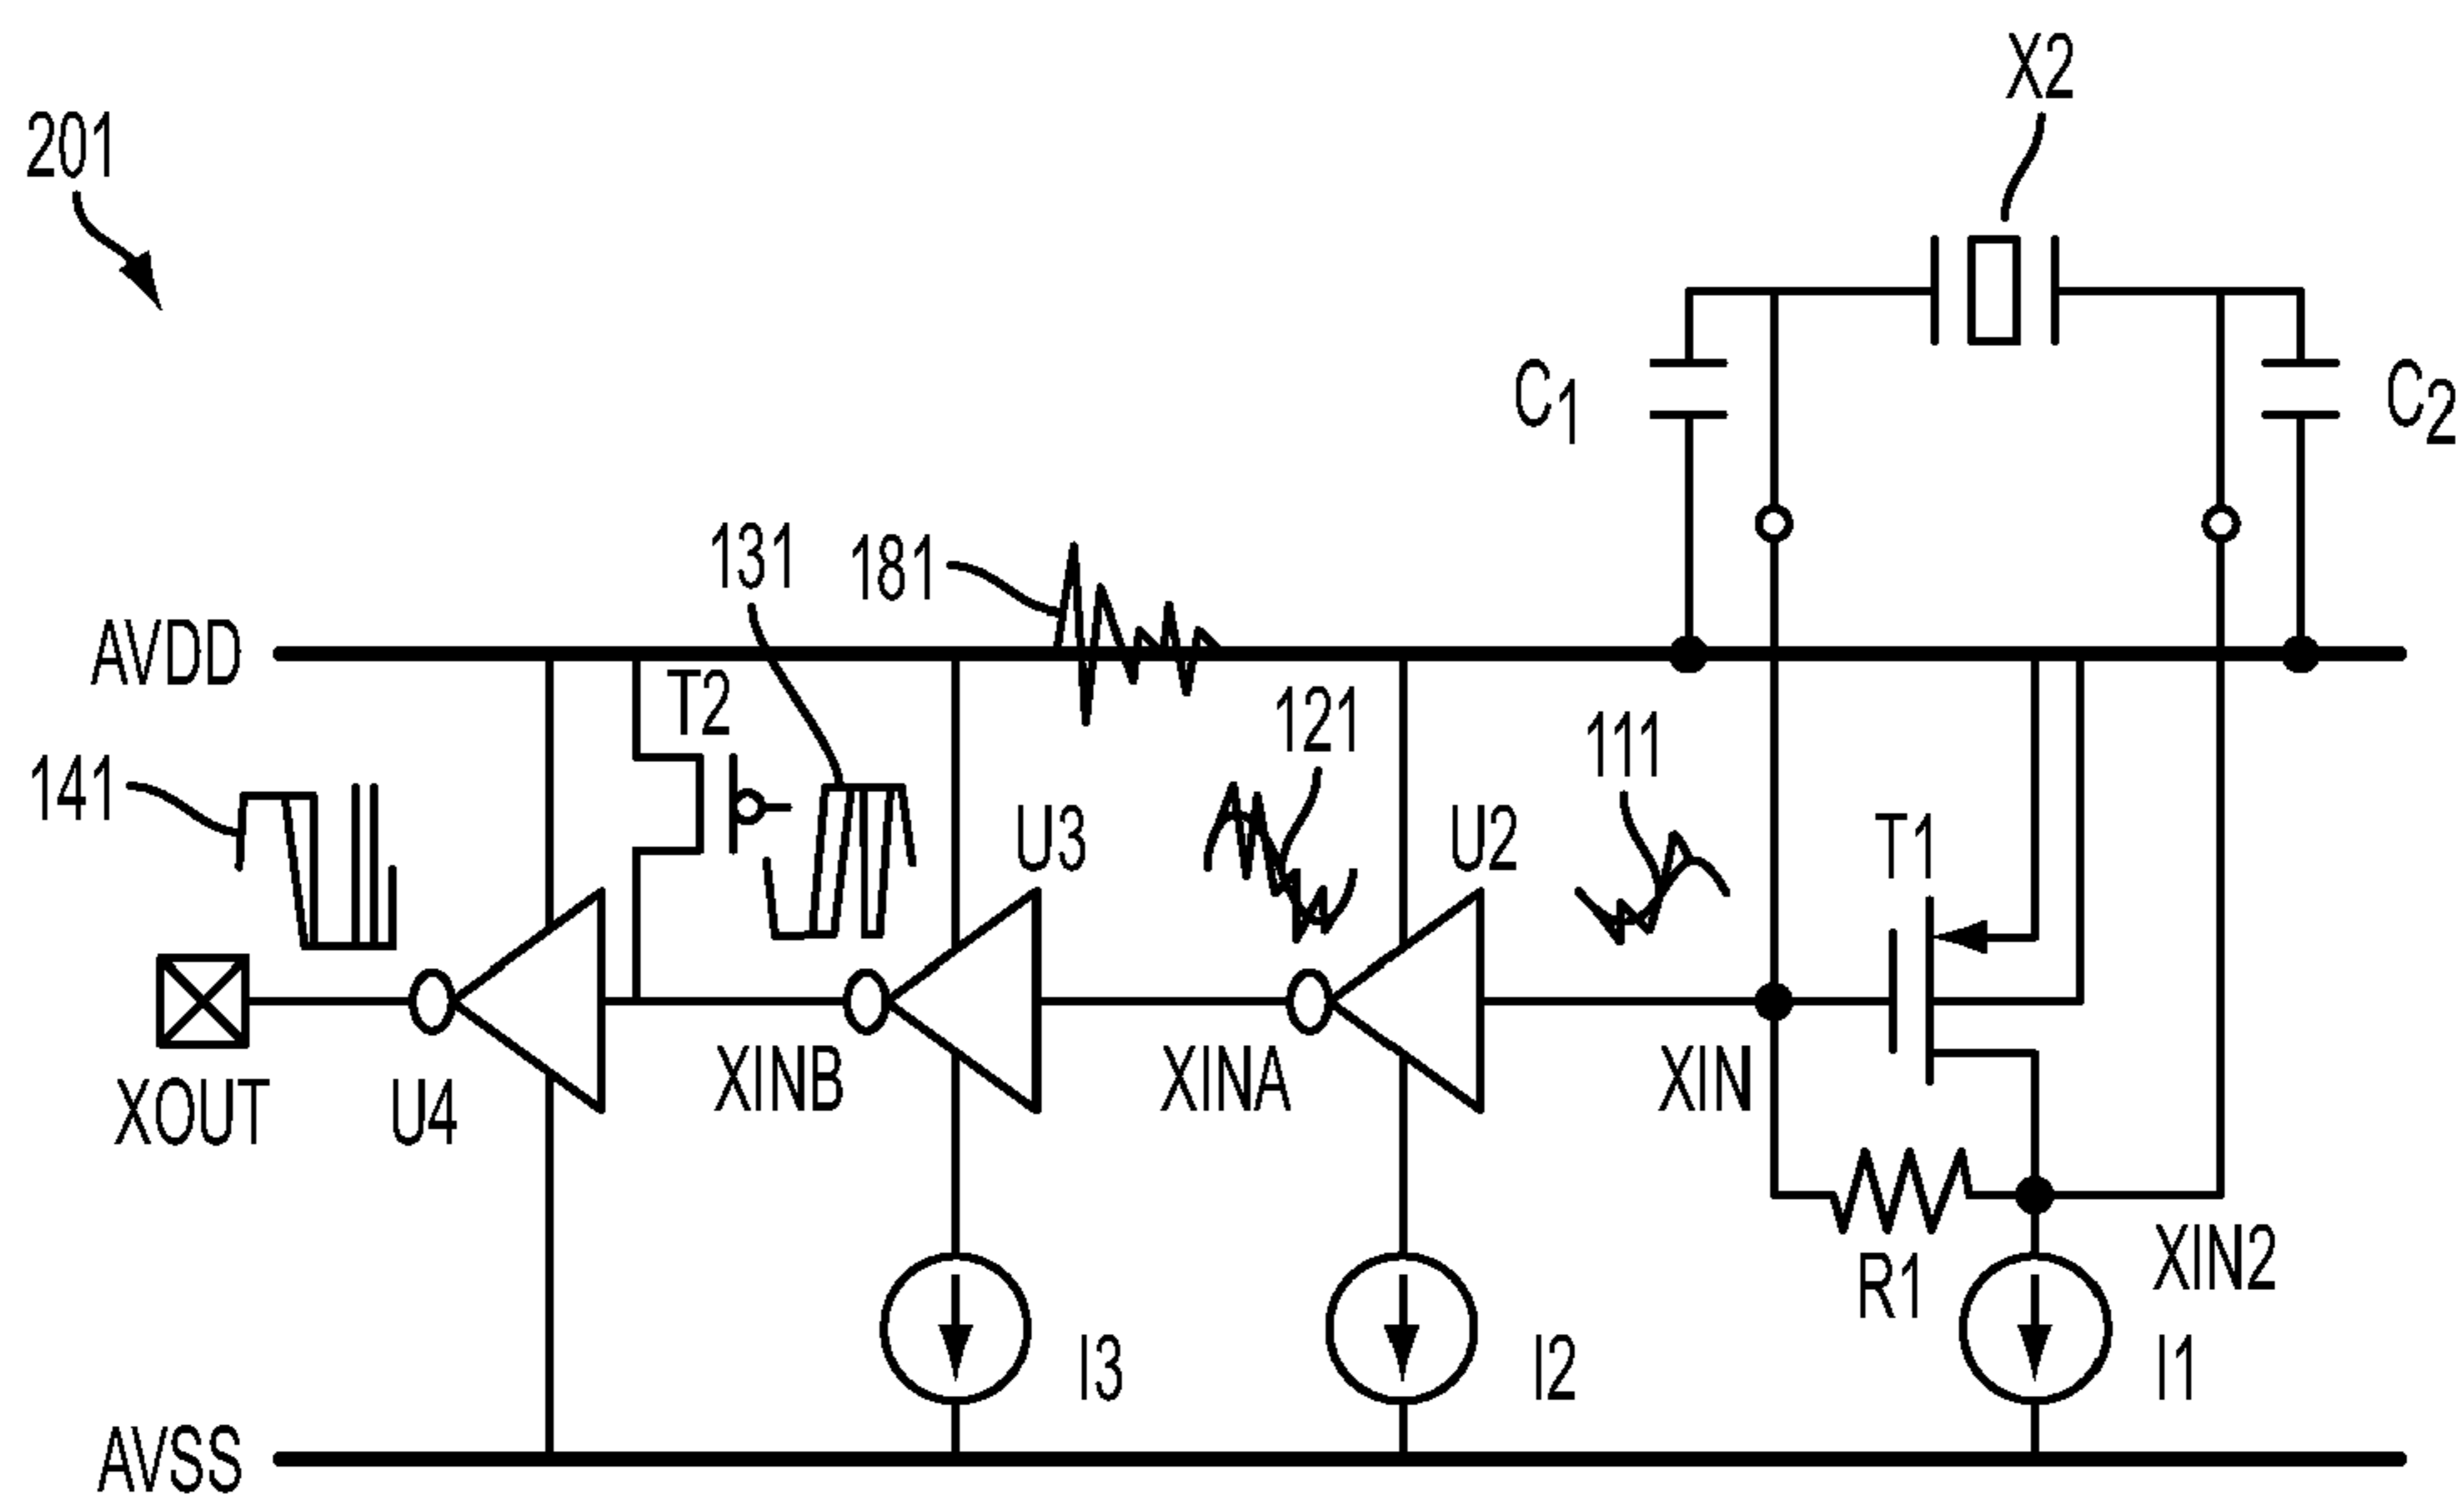 X2
201
C1
C2
131
181
AVDD
T2
121
111
141
U3
U2
T1
XOUT
U4
XINB
XINA
XIN
R1
XIN2
I3
I2
I1
AVSS